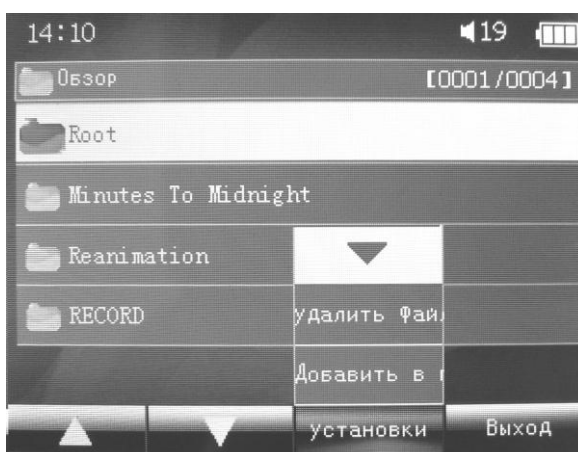 14:10 19
Обзор [0001/0004]
Root
Minutes To Midnight
Reanimation
RECORD
удалить Фай
Добавить в
установки Выход